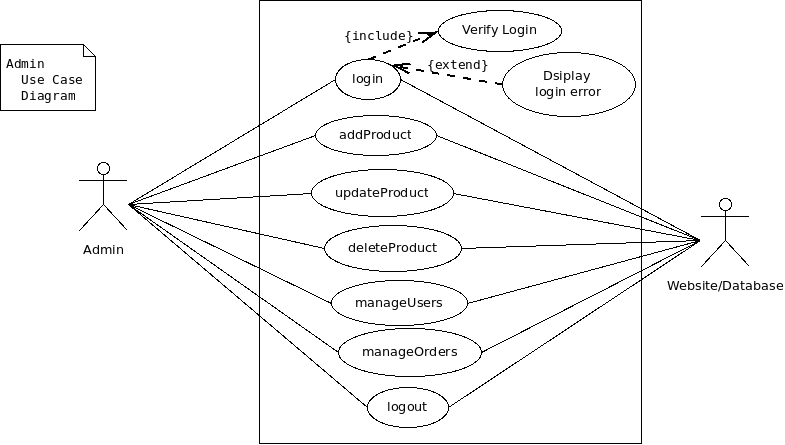 Admin
Use Case
Diagram
{include}
Verify Login
{extend}
Dsiplay
login error
login
addProduct
updateProduct
deleteProduct
manageUsers
manageOrders
logout
Admin
Website/Database